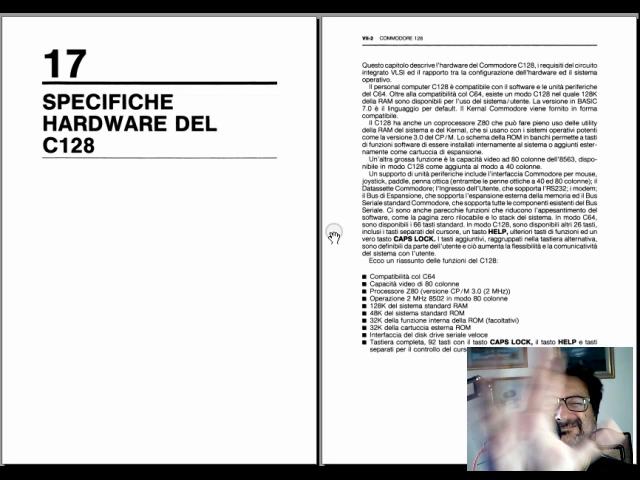 17
SPECIFICHE
HARDWARE DEL
C128
VII-2 COMMODORE 128
Questo capitolo descrive l'hardware del Commodore C128, i requisiti del circuito
integrato VLSI ed il rapporto tra la configurazione dell'hardware ed il sistema
operativo.
Il personal computer C128 è compatibile con il software e le unità periferiche
del C64. Oltre alla compatibilità col C64, esiste un modo C128 nel quale 128K
della RAM sono disponibili per l'uso del sistema/utente. La versione in BASIC
7.0 è il linguaggio per default. Il Kernal Commodore viene fornito in forma
compatibile.
Il C128 ha anche un coprocessore Z80 che può fare pieno uso delle utility
della RAM del sistema e del Kernal, che si usano con i sistemi operativi potenti
come la versione 3.0 del CP/M. Lo schema della ROM in banchi permette a tasti
di funzioni software di essere installati internamente al sistema o aggiunti ester-
namente come cartuccia di espansione.
Un'altra grossa funzione è la capacità video ad 80 colonne dell'8563, dispo-
nibile in modo C128 come aggiunta al modo a 40 colonne.
Un supporto di unità periferiche include l'interfaccia Commodore per mouse,
joystick, paddle, penna ottica (entrambe le penne ottiche a 40 ed 80 colonne); il
Datassette Commodore; l'Ingresso dell'Utente, che supporta l'RS232; i modem;
il Bus di Espansione, che supporta l'espansione esterna della memoria ed il Bus
Seriale standard Commodore, che supporta tutte le componenti esistenti del Bus
Seriale. Ci sono anche parecchie funzioni che riducono l'appesantimento del
software, come la pagina zero rilocabile e lo stack del sistema. In modo C64,
sono disponibili i 66 tasti standard. In modo C128, sono disponibili altri 26 tasti,
inclusi i tasti separati del cursore, un tasto HELP, ulteriori tasti di funzioni ed un
vero tasto CAPS LOCK. I tasti aggiuntivi, raggruppati nella tastiera alternativa,
sono definibili da parte dell'utente e ciò aumenta la flessibilità e la comunicatività
del sistema con l'utente.
Ecco un riassunto delle funzioni del C128:
■ Compatibilità col C64
■ Capacità video di 80 colonne
■ Processore Z80 (versione CP/M 3.0 (2 MHz))
■ Operazione 2 MHz 8502 in modo 80 colonne
■ 128K del sistema standard RAM
■ 48K del sistema standard ROM
■ 32K della funzione interna della ROM (facoltativi)
■ 32K della cartuccia esterna ROM
■ Interfaccia del disk drive seriale veloce
■ Tastiera completa, 92 tasti con il tasto CAPS LOCK, il tasto HELP e tasti
separati per il controllo del